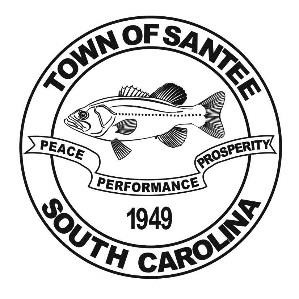 TOWN OF SANTEE
PEACE
PERFORMANCE
PROSPERITY
1949
SOUTH CAROLINA